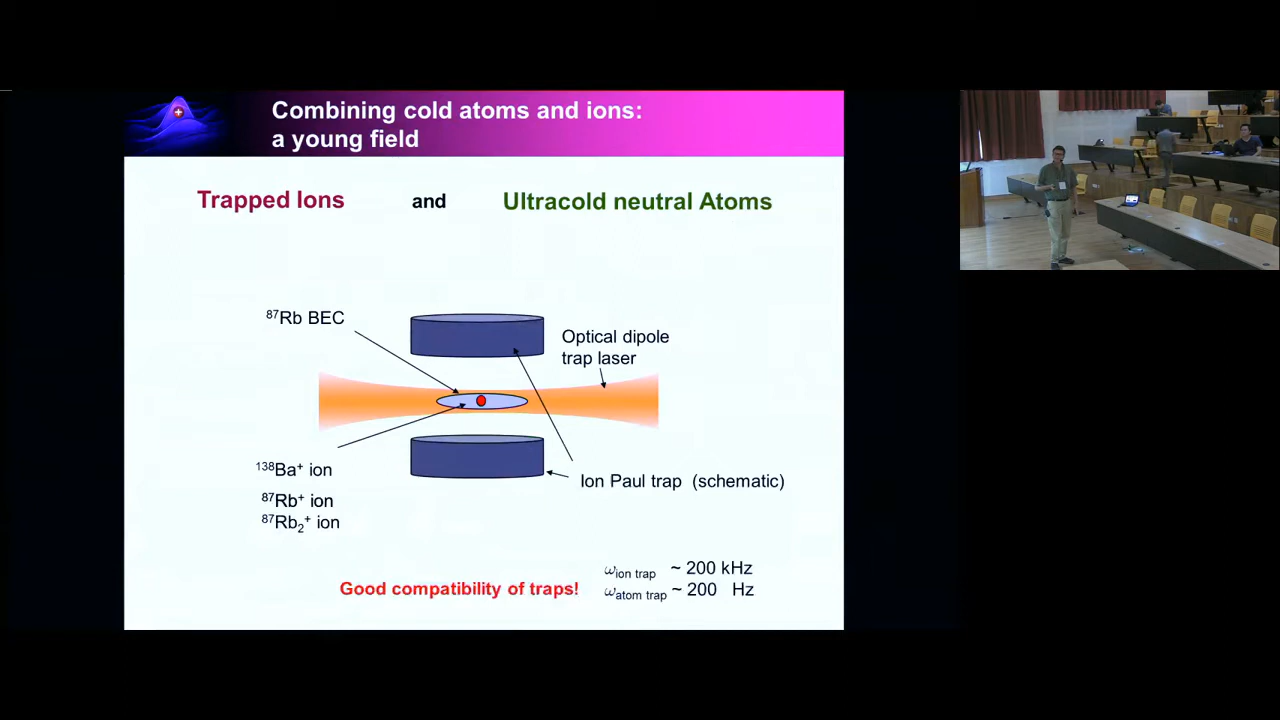 Combining cold atoms and ions:
a young field
Trapped Ions and Ultracold neutral Atoms
⁸⁷Rb BEC
Optical dipole
trap laser
¹³⁸Ba⁺ ion
⁸⁷Rb⁺ ion
⁸⁷Rb₂⁺ ion
Ion Paul trap (schematic)
Good compatibility of traps!
ω ion trap ~ 200 kHz
ω atom trap ~ 200 Hz